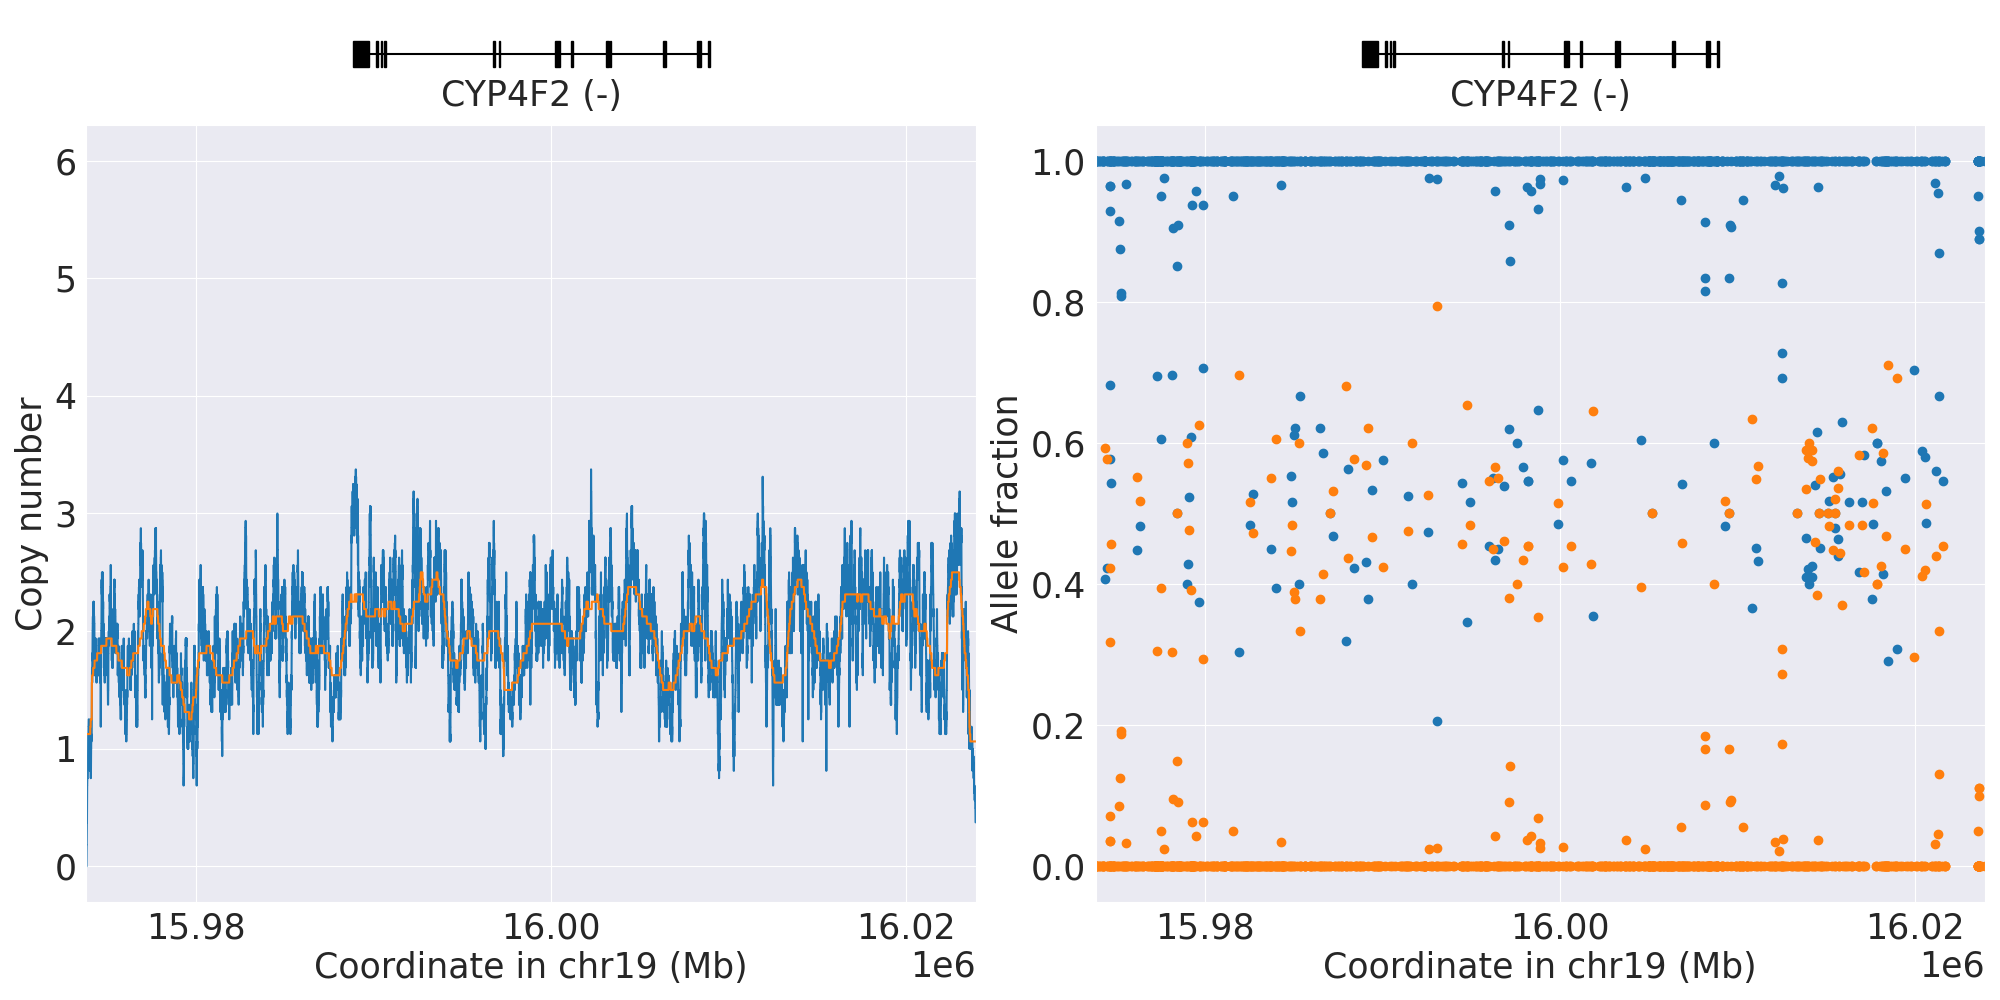 CYP4F2 (-)
6
5
4
3
2
1
0
Copy number
15.98
16.00
16.02
Coordinate in chr19 (Mb)
1e6
CYP4F2 (-)
1.0
0.8
0.6
0.4
0.2
0.0
Allele fraction
15.98
16.00
16.02
Coordinate in chr19 (Mb)
1e6